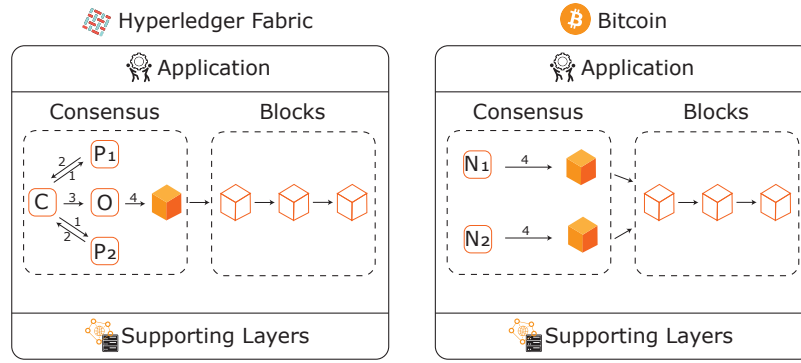 Hyperledger Fabric
Application
Consensus
Blocks
P1
2
1
C
3
O
4
1
2
P2
Supporting Layers
Bitcoin
Application
Consensus
Blocks
N1
4
N2
4
Supporting Layers